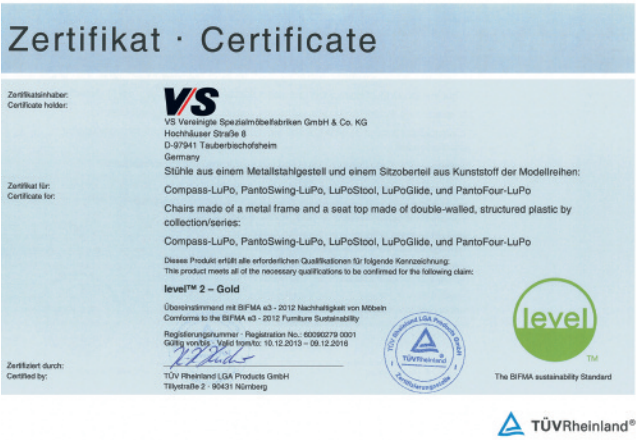 Zertifikat · Certificate
Zertifikatsinhaber:
Certificate holder:
VS
VS Vereinigte Spezialmöbelfabriken GmbH & Co. KG
Hochhäuser Straße 8
D-97941 Tauberbischofsheim
Germany
Stühle aus einem Metallstahlgestell und einem Sitzoberteil aus Kunststoff der Modellreihen:
Zertifikat für:
Certificate for:
Compass-LuPo, PantoSwing-LuPo, LuPoStool, LuPoGlide, und PantoFour-LuPo
Chairs made of a metal frame and a seat top made of double-walled, structured plastic by
collection/series:
Compass-LuPo, PantoSwing-LuPo, LuPoStool, LuPoGlide, und PantoFour-LuPo
Dieses Produkt erfüllt alle erforderlichen Qualifikationen für folgende Kennzeichnung:
This product meets all of the necessary qualifications to be confirmed for the following claim:
level™ 2 – Gold
Übereinstimmend mit BIFMA e3 - 2012 Nachhaltigkeit von Möbeln
Comforms to the BIFMA e3 - 2012 Furniture Sustainability
Registierungsnummer - Registration No.: 60090279 0001
Gültig von/bis - Valid from/to: 10.12.2013 – 09.12.2016
Zertifiziert durch:
Certified by:
TÜV Rheinland LGA Products GmbH
Tillystraße 2 - 90431 Nürnberg
TÜV Rheinland LGA Products GmbH
TÜVRheinland
Zertifizierungsstelle
level
TM
The BIFMA sustainability Standard
TÜVRheinland®